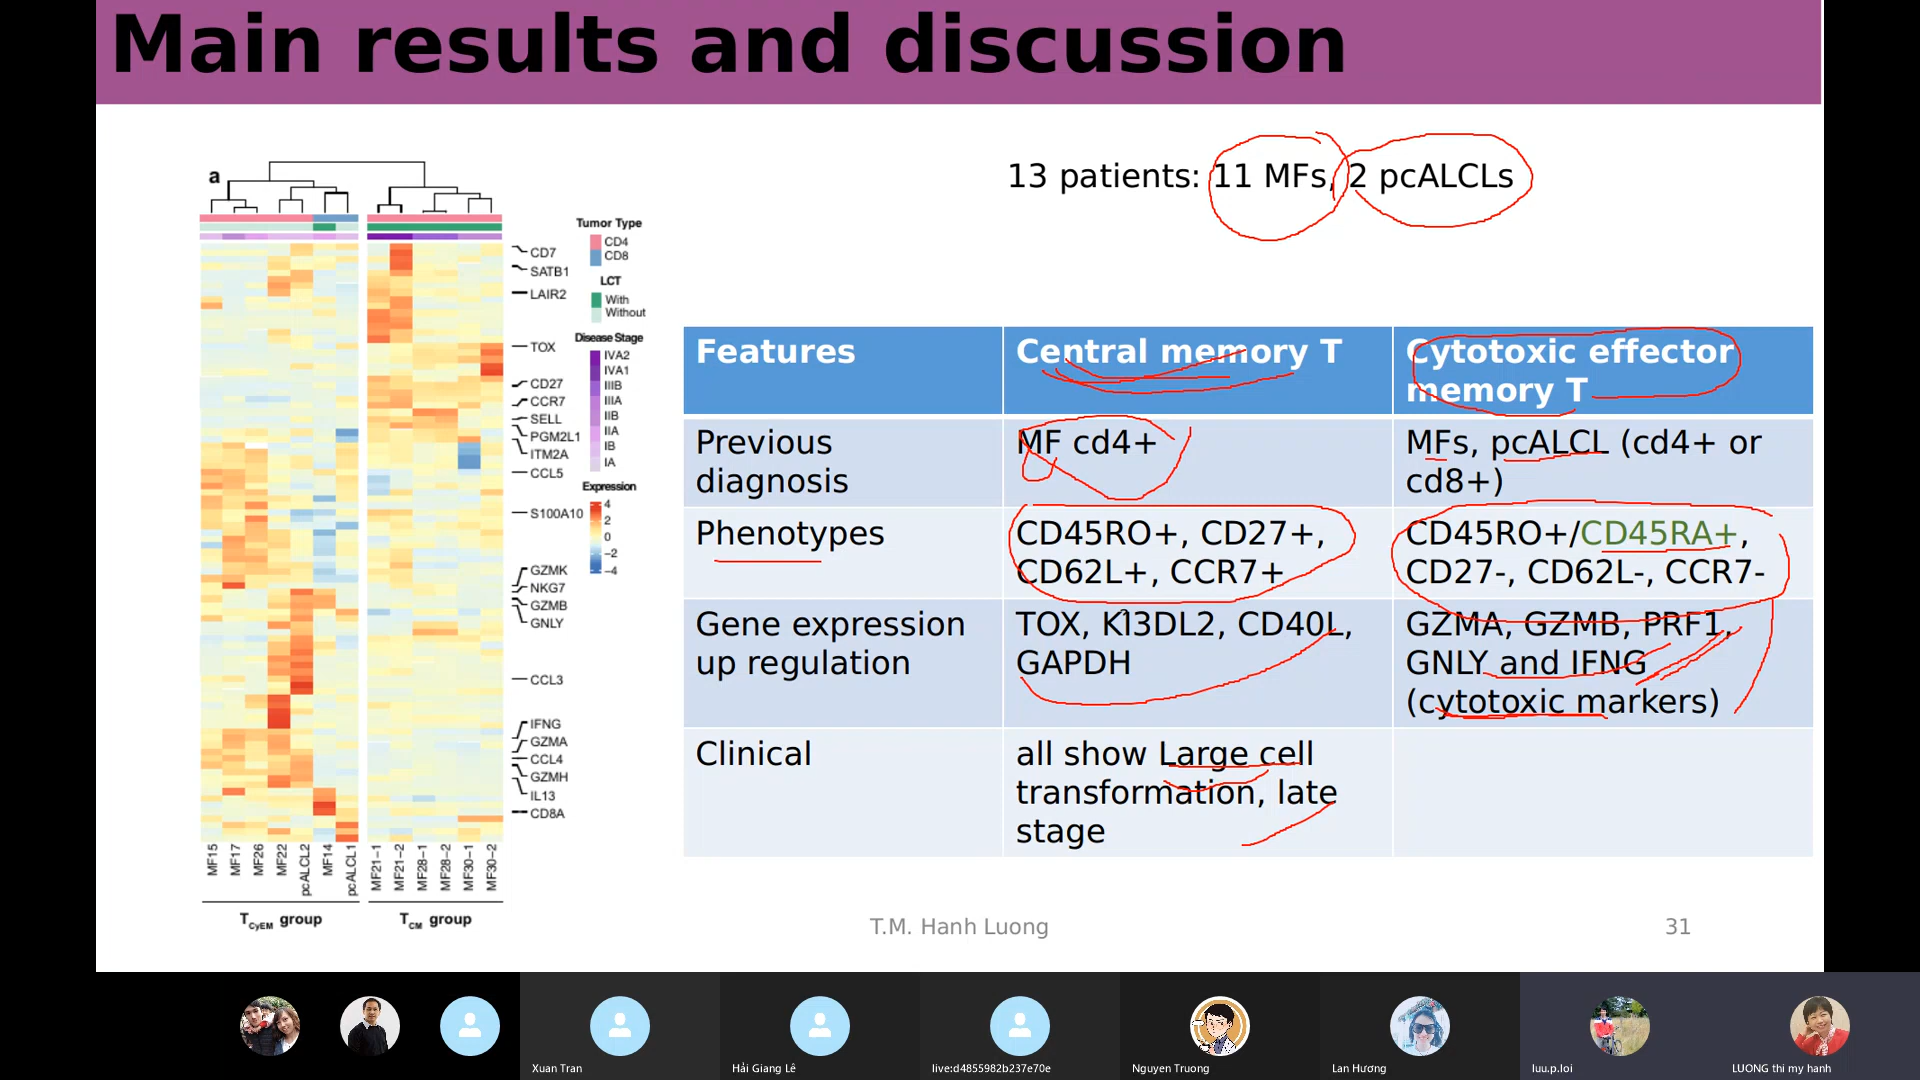 Main results and discussion
13 patients: 11 MFs, 2 pcALCLs
a
Tumor Type
CD4
CD8
LCT
With
Without
Disease Stage
IVA2
IVA1
IIIB
IIIA
IIB
IIA
IB
IA
Expression
4
2
0
−2
−4
CD7
SATB1
LAIR2
TOX
CD27
CCR7
SELL
PGM2L1
ITM2A
CCL5
S100A10
GZMK
NKG7
GZMB
GNLY
CCL3
IFNG
GZMA
CCL4
GZMH
IL13
CD8A
MF15
MF17
MF26
MF22
pcALCL2
MF14
pcALCL1
MF21−1
MF21−2
MF28−1
MF28−2
MF30−1
MF30−2
TCyEM group
TCM group
Features
Central memory T
Cytotoxic effector
memory T
Previous
diagnosis
MF cd4+
MFs, pcALCL (cd4+ or
cd8+)
Phenotypes
CD45RO+, CD27+,
CD62L+, CCR7+
CD45RO+/CD45RA+,
CD27-, CD62L-, CCR7-
Gene expression
up regulation
TOX, KI3DL2, CD40L,
GAPDH
GZMA, GZMB, PRF1,
GNLY and IFNG
(cytotoxic markers)
Clinical
all show Large cell
transformation, late
stage
T.M. Hanh Luong
31
Xuan Tran
Hải Giang Lê
live:d4855982b237e70e
Nguyen Truong
Lan Hương
luu.p.loi
LUONG thi my hanh